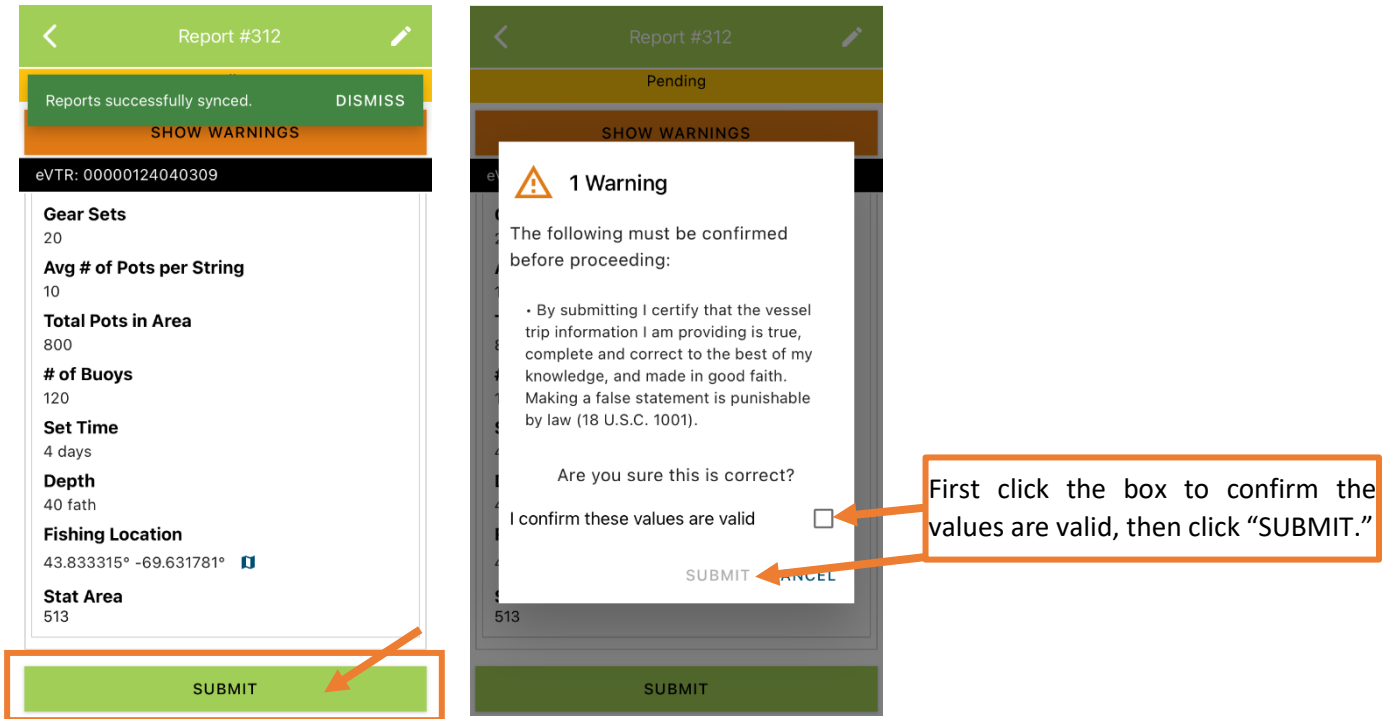 Report #312
Reports successfully synced. DISMISS
SHOW WARNINGS
eVTR: 00000124040309
Gear Sets
20
Avg # of Pots per String
10
Total Pots in Area
800
# of Buoys
120
Set Time
4 days
Depth
40 fath
Fishing Location
43.833315° -69.631781°
Stat Area
513
SUBMIT
Report #312
Pending
SHOW WARNINGS
1 Warning
The following must be confirmed
before proceeding:
• By submitting I certify that the vessel
trip information I am providing is true,
complete and correct to the best of my
knowledge, and made in good faith.
Making a false statement is punishable
by law (18 U.S.C. 1001).
Are you sure this is correct?
I confirm these values are valid
SUBMIT
513
SUBMIT
First click the box to confirm the
values are valid, then click “SUBMIT.”